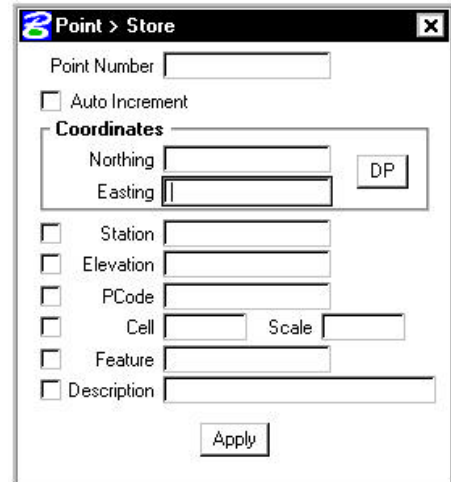 Point > Store
Point Number
Auto Increment
Coordinates
Northing
DP
Easting
Station
Elevation
PCode
Cell Scale
Feature
Description
Apply